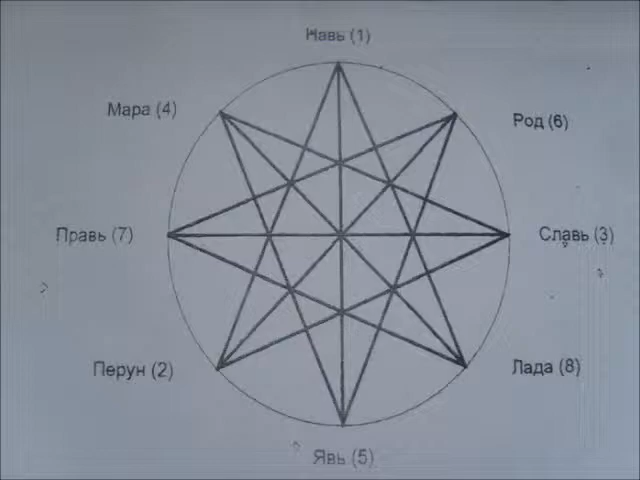 Навь (1)
Мара (4)
Род (6)
Правь (7)
Славь (3)
Перун (2)
Лада (8)
Явь (5)